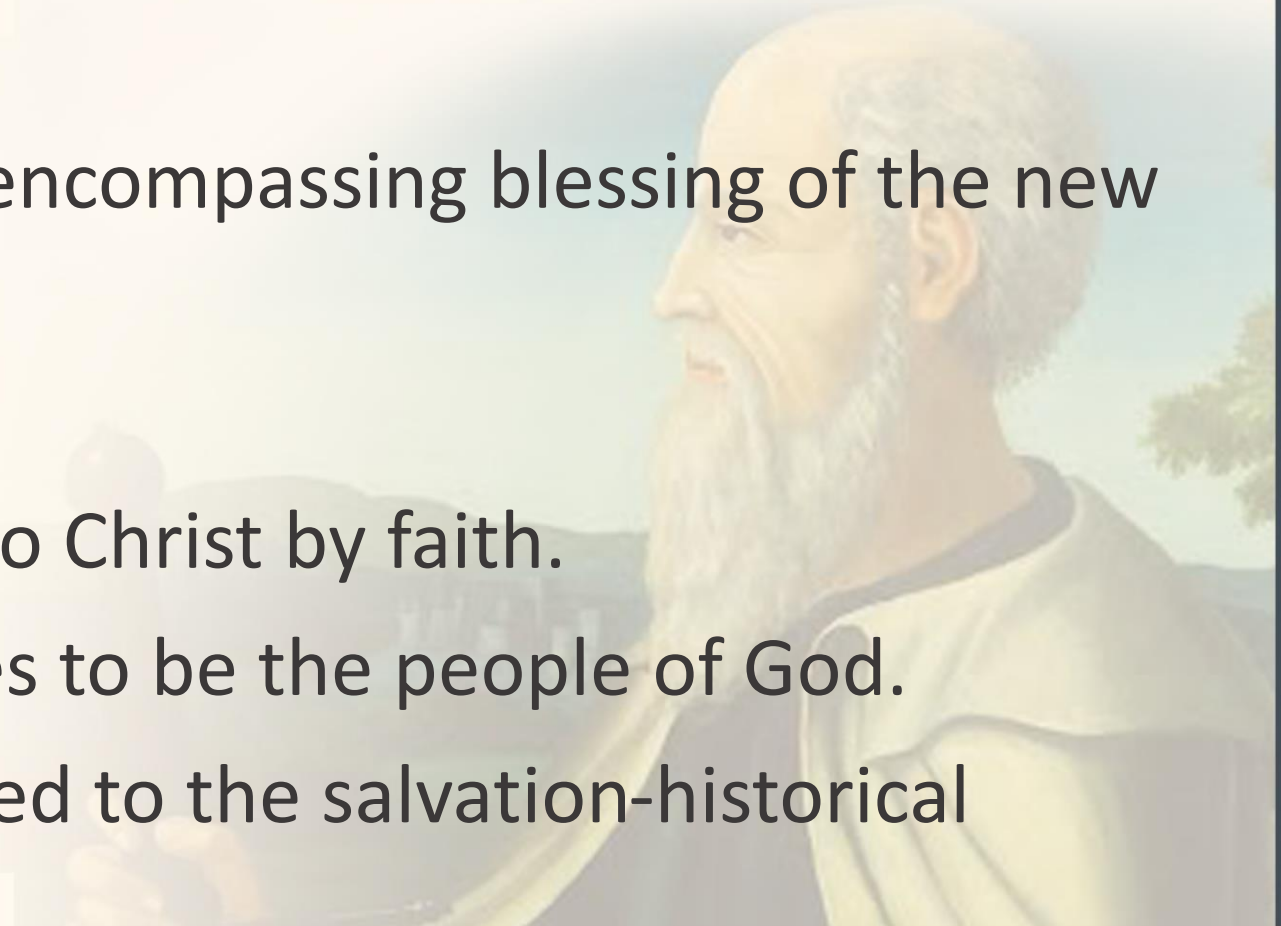 encompassing blessing of the new
o Christ by faith.
es to be the people of God.
ed to the salvation-historical